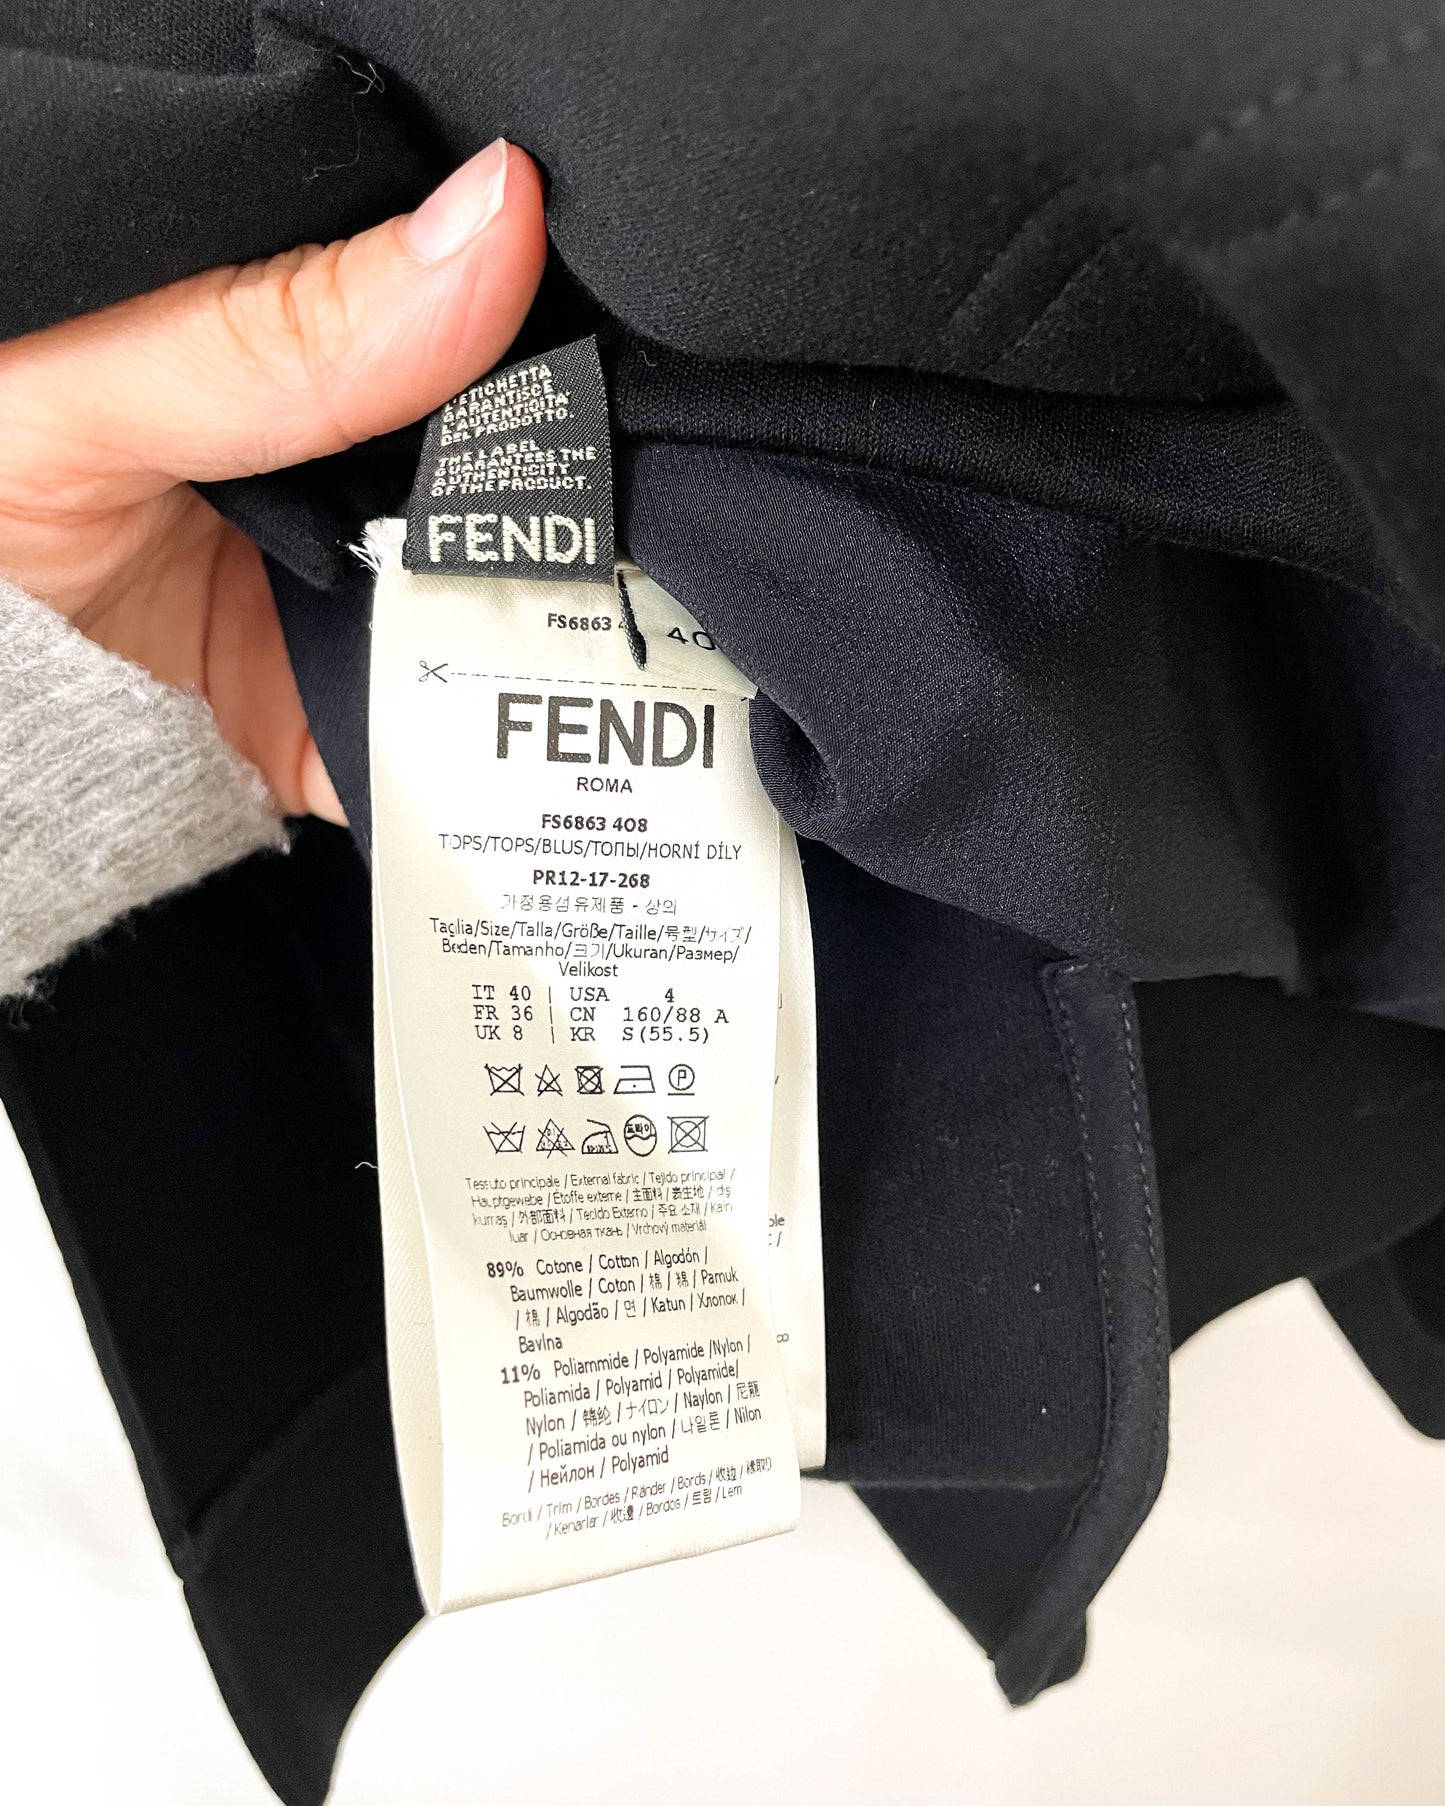 L'ETICHETTA
GARANTISCE
L'AUTENTICITA
DEL PRODOTTO.
THE LABEL
GUARANTEES THE
AUTHENTICITY
OF THE PRODUCT.
FENDI
FS6863
40
FENDI
ROMA
FS6863 408
TOPS/TOPS/BLUS/ТОПЫ/HORNÍ DÍLY
PR12-17-268
가정용섬유제품 - 상의
Taglia/Size/Talla/Größe/Taille/号型/サイズ/
Beden/Tamanho/크기/Ukuran/Размер/
Velikost
IT 40 | USA 4
FR 36 | CN 160/88 A
UK 8 | KR S(55.5)
P
드라이
Tessuto principale / External fabric / Tejido principal /
Hauptgewebe / Étoffe externe / 主面料 / 表生地 / dış
kumaş / 外部面料 / Tecido Externo / 주요 소재 / Kain
luar / Основная ткань / Vrchový materiál
89% Cotone / Cotton / Algodón /
Baumwolle / Coton / 棉 / 綿 / Pamuk
/ 棉 / Algodão / 면 / Katun / Хлопок /
Bavlna
11% Poliammide / Polyamide /Nylon /
Poliamida / Polyamid / Polyamide/
Nylon / 锦纶 / ナイロン / Naylon / 尼龍
/ Poliamida ou nylon / 나일론 / Nilon
/ Нейлон / Polyamid
Bordi / Trim / Bordes / Ränder / Bords / 收边 / 縁取り
/ Kenarlar / 收邊 / Bordos / 트림 / Lem